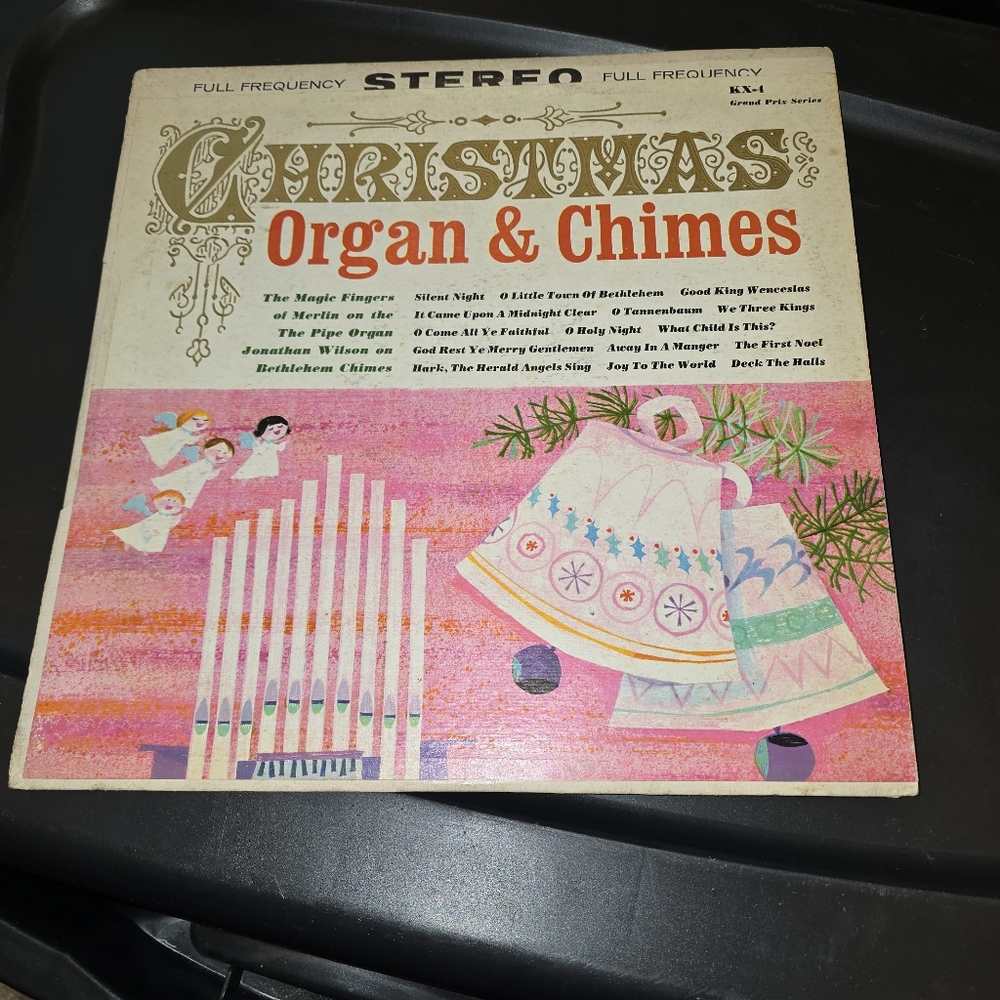 FULL FREQUENCY STEREO FULL FREQUENCY
KX-4
Grand Prix Series
CHRISTMAS
Organ & Chimes
The Magic Fingers
of Merlin on the
The Pipe Organ
Jonathan Wilson on
Bethlehem Chimes
Silent Night O Little Town Of Bethlehem Good King Wenceslas
It Came Upon A Midnight Clear O Tannenbaum We Three Kings
O Come All Ye Faithful O Holy Night What Child Is This?
God Rest Ye Merry Gentlemen Away In A Manger The First Noel
Hark, The Herald Angels Sing Joy To The World Deck The Halls